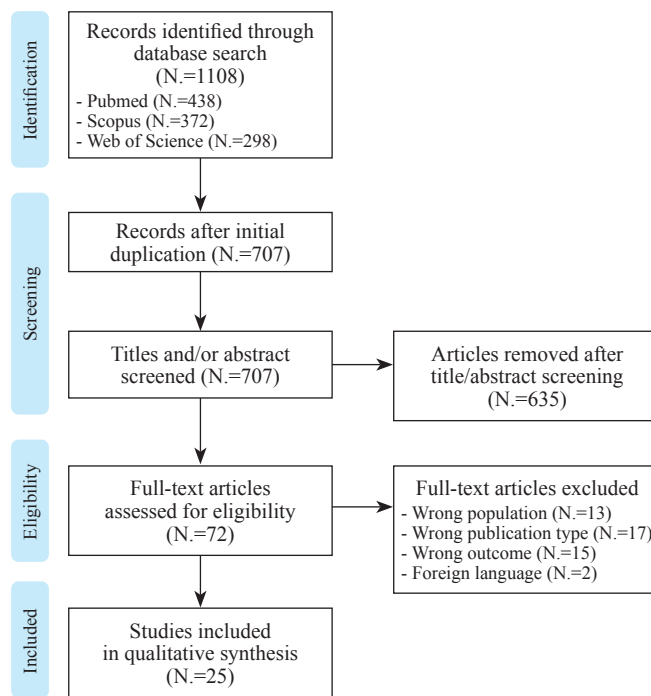 Identification
Records identified through
database search
(N.=1108)
- Pubmed (N.=438)
- Scopus (N.=372)
- Web of Science (N.=298)
Screening
Records after initial
duplication (N.=707)
Titles and/or abstract
screened (N.=707)
Articles removed after
title/abstract screening
(N.=635)
Eligibility
Full-text articles
assessed for eligibility
(N.=72)
Full-text articles excluded
- Wrong population (N.=13)
- Wrong publication type (N.=17)
- Wrong outcome (N.=15)
- Foreign language (N.=2)
Included
Studies included
in qualitative synthesis
(N.=25)